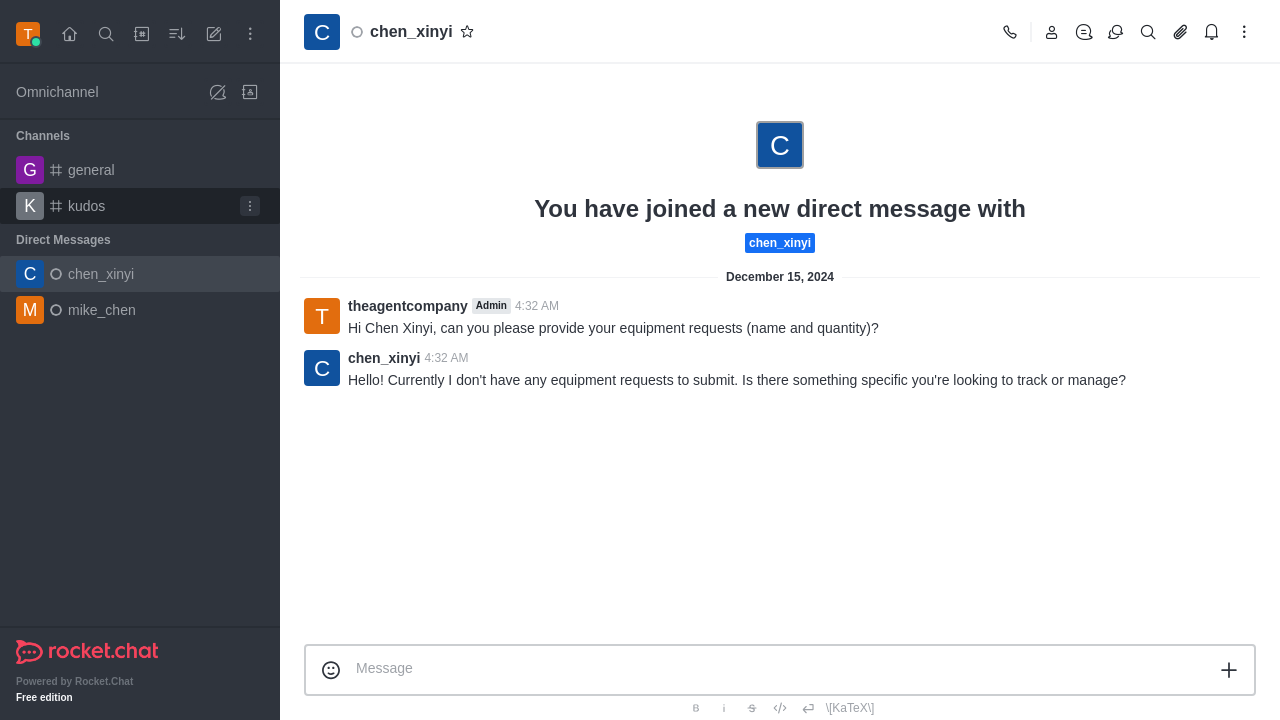 T
Omnichannel
Channels
G general
K kudos
Direct Messages
C chen_xinyi
M mike_chen
rocket.chat
Powered by Rocket.Chat
Free edition
C chen_xinyi
C
You have joined a new direct message with
chen_xinyi
December 15, 2024
T theagentcompany Admin 4:32 AM
Hi Chen Xinyi, can you please provide your equipment requests (name and quantity)?
C chen_xinyi 4:32 AM
Hello! Currently I don't have any equipment requests to submit. Is there something specific you're looking to track or manage?
Message
B i S \[KaTeX\]